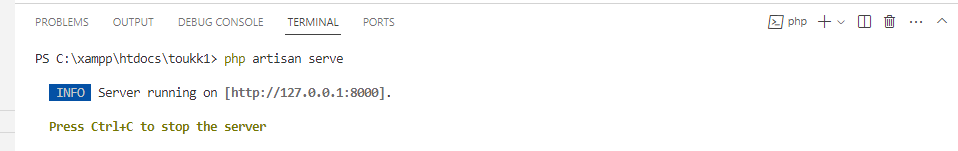 PROBLEMS OUTPUT DEBUG CONSOLE TERMINAL PORTS php
PS C:\xampp\htdocs\toukk1> php artisan serve
INFO Server running on [http://127.0.0.1:8000].
Press Ctrl+C to stop the server